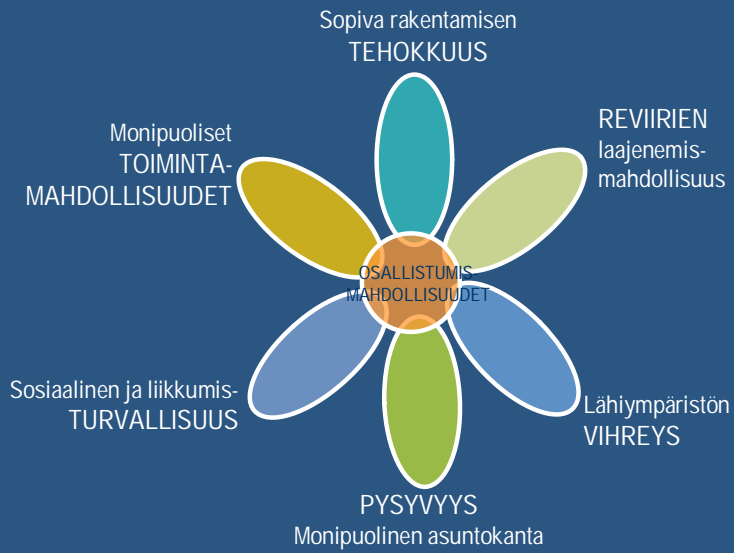 Sopiva rakentamisen
TEHOKKUUS
REVIIRIEN
laajenemis-
mahdollisuus
Monipuoliset
TOIMINTA-
MAHDOLLISUUDET
OSALLISTUMIS
MAHDOLLISUUDET
Sosiaalinen ja liikkumis-
TURVALLISUUS
Lähiympäristön
VIHREYS
PYSYVYYS
Monipuolinen asuntokanta